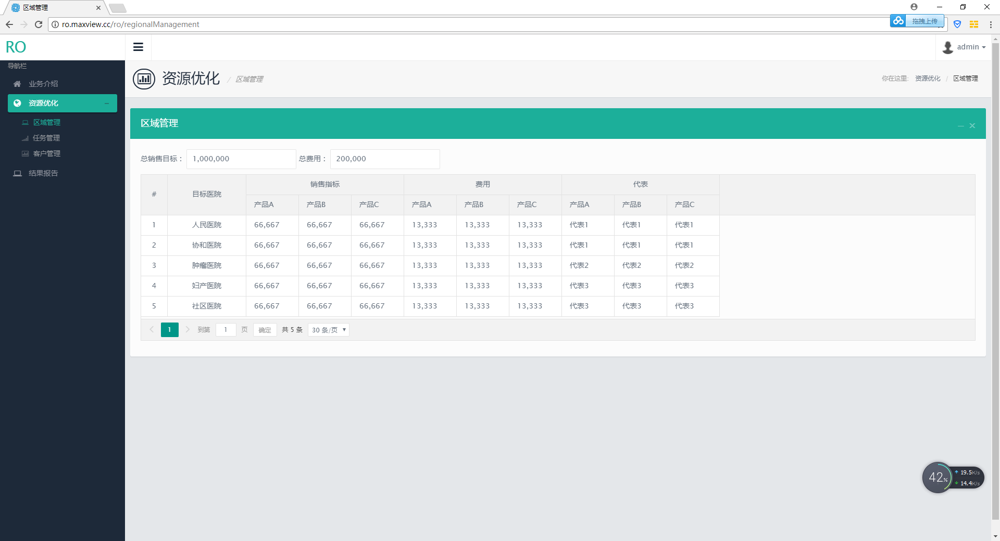 区域管理
ro.maxview.cc/ro/regionalManagement
拖拽上传
RO
admin
导航栏
业务介绍
资源优化
区域管理
任务管理
客户管理
结果报告
资源优化 / 区域管理
你在这里: 资源优化 / 区域管理
区域管理
总销售目标： 1,000,000 总费用： 200,000
# 目标医院 销售指标 费用 代表
产品A 产品B 产品C 产品A 产品B 产品C 产品A 产品B 产品C
1 人民医院 66,667 66,667 66,667 13,333 13,333 13,333 代表1 代表1 代表1
2 协和医院 66,667 66,667 66,667 13,333 13,333 13,333 代表1 代表1 代表1
3 肿瘤医院 66,667 66,667 66,667 13,333 13,333 13,333 代表2 代表2 代表2
4 妇产医院 66,667 66,667 66,667 13,333 13,333 13,333 代表3 代表3 代表3
5 社区医院 66,667 66,667 66,667 13,333 13,333 13,333 代表3 代表3 代表3
1 到第 1 页 确定 共 5 条 30 条/页
42%
19.5K/s
14.4K/s